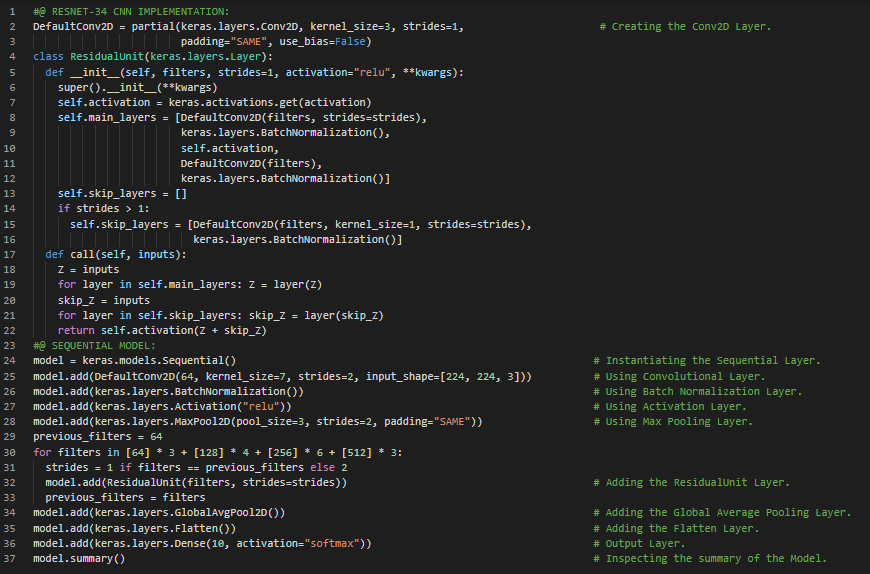 1 #@ RESNET-34 CNN IMPLEMENTATION:
2 DefaultConv2D = partial(keras.layers.Conv2D, kernel_size=3, strides=1, # Creating the Conv2D Layer.
3 padding="SAME", use_bias=False)
4 class ResidualUnit(keras.layers.Layer):
5 def __init__(self, filters, strides=1, activation="relu", **kwargs):
6 super().__init__(**kwargs)
7 self.activation = keras.activations.get(activation)
8 self.main_layers = [DefaultConv2D(filters, strides=strides),
9 keras.layers.BatchNormalization(),
10 self.activation,
11 DefaultConv2D(filters),
12 keras.layers.BatchNormalization()]
13 self.skip_layers = []
14 if strides > 1:
15 self.skip_layers = [DefaultConv2D(filters, kernel_size=1, strides=strides),
16 keras.layers.BatchNormalization()]
17 def call(self, inputs):
18 Z = inputs
19 for layer in self.main_layers: Z = layer(Z)
20 skip_Z = inputs
21 for layer in self.skip_layers: skip_Z = layer(skip_Z)
22 return self.activation(Z + skip_Z)
23 #@ SEQUENTIAL MODEL:
24 model = keras.models.Sequential() # Instantiating the Sequential Layer.
25 model.add(DefaultConv2D(64, kernel_size=7, strides=2, input_shape=[224, 224, 3])) # Using Convolutional Layer.
26 model.add(keras.layers.BatchNormalization()) # Using Batch Normalization Layer.
27 model.add(keras.layers.Activation("relu")) # Using Activation Layer.
28 model.add(keras.layers.MaxPool2D(pool_size=3, strides=2, padding="SAME")) # Using Max Pooling Layer.
29 previous_filters = 64
30 for filters in [64] * 3 + [128] * 4 + [256] * 6 + [512] * 3:
31 strides = 1 if filters == previous_filters else 2
32 model.add(ResidualUnit(filters, strides=strides)) # Adding the ResidualUnit Layer.
33 previous_filters = filters
34 model.add(keras.layers.GlobalAvgPool2D()) # Adding the Global Average Pooling Layer.
35 model.add(keras.layers.Flatten()) # Adding the Flatten Layer.
36 model.add(keras.layers.Dense(10, activation="softmax")) # Output Layer.
37 model.summary() # Inspecting the summary of the Model.